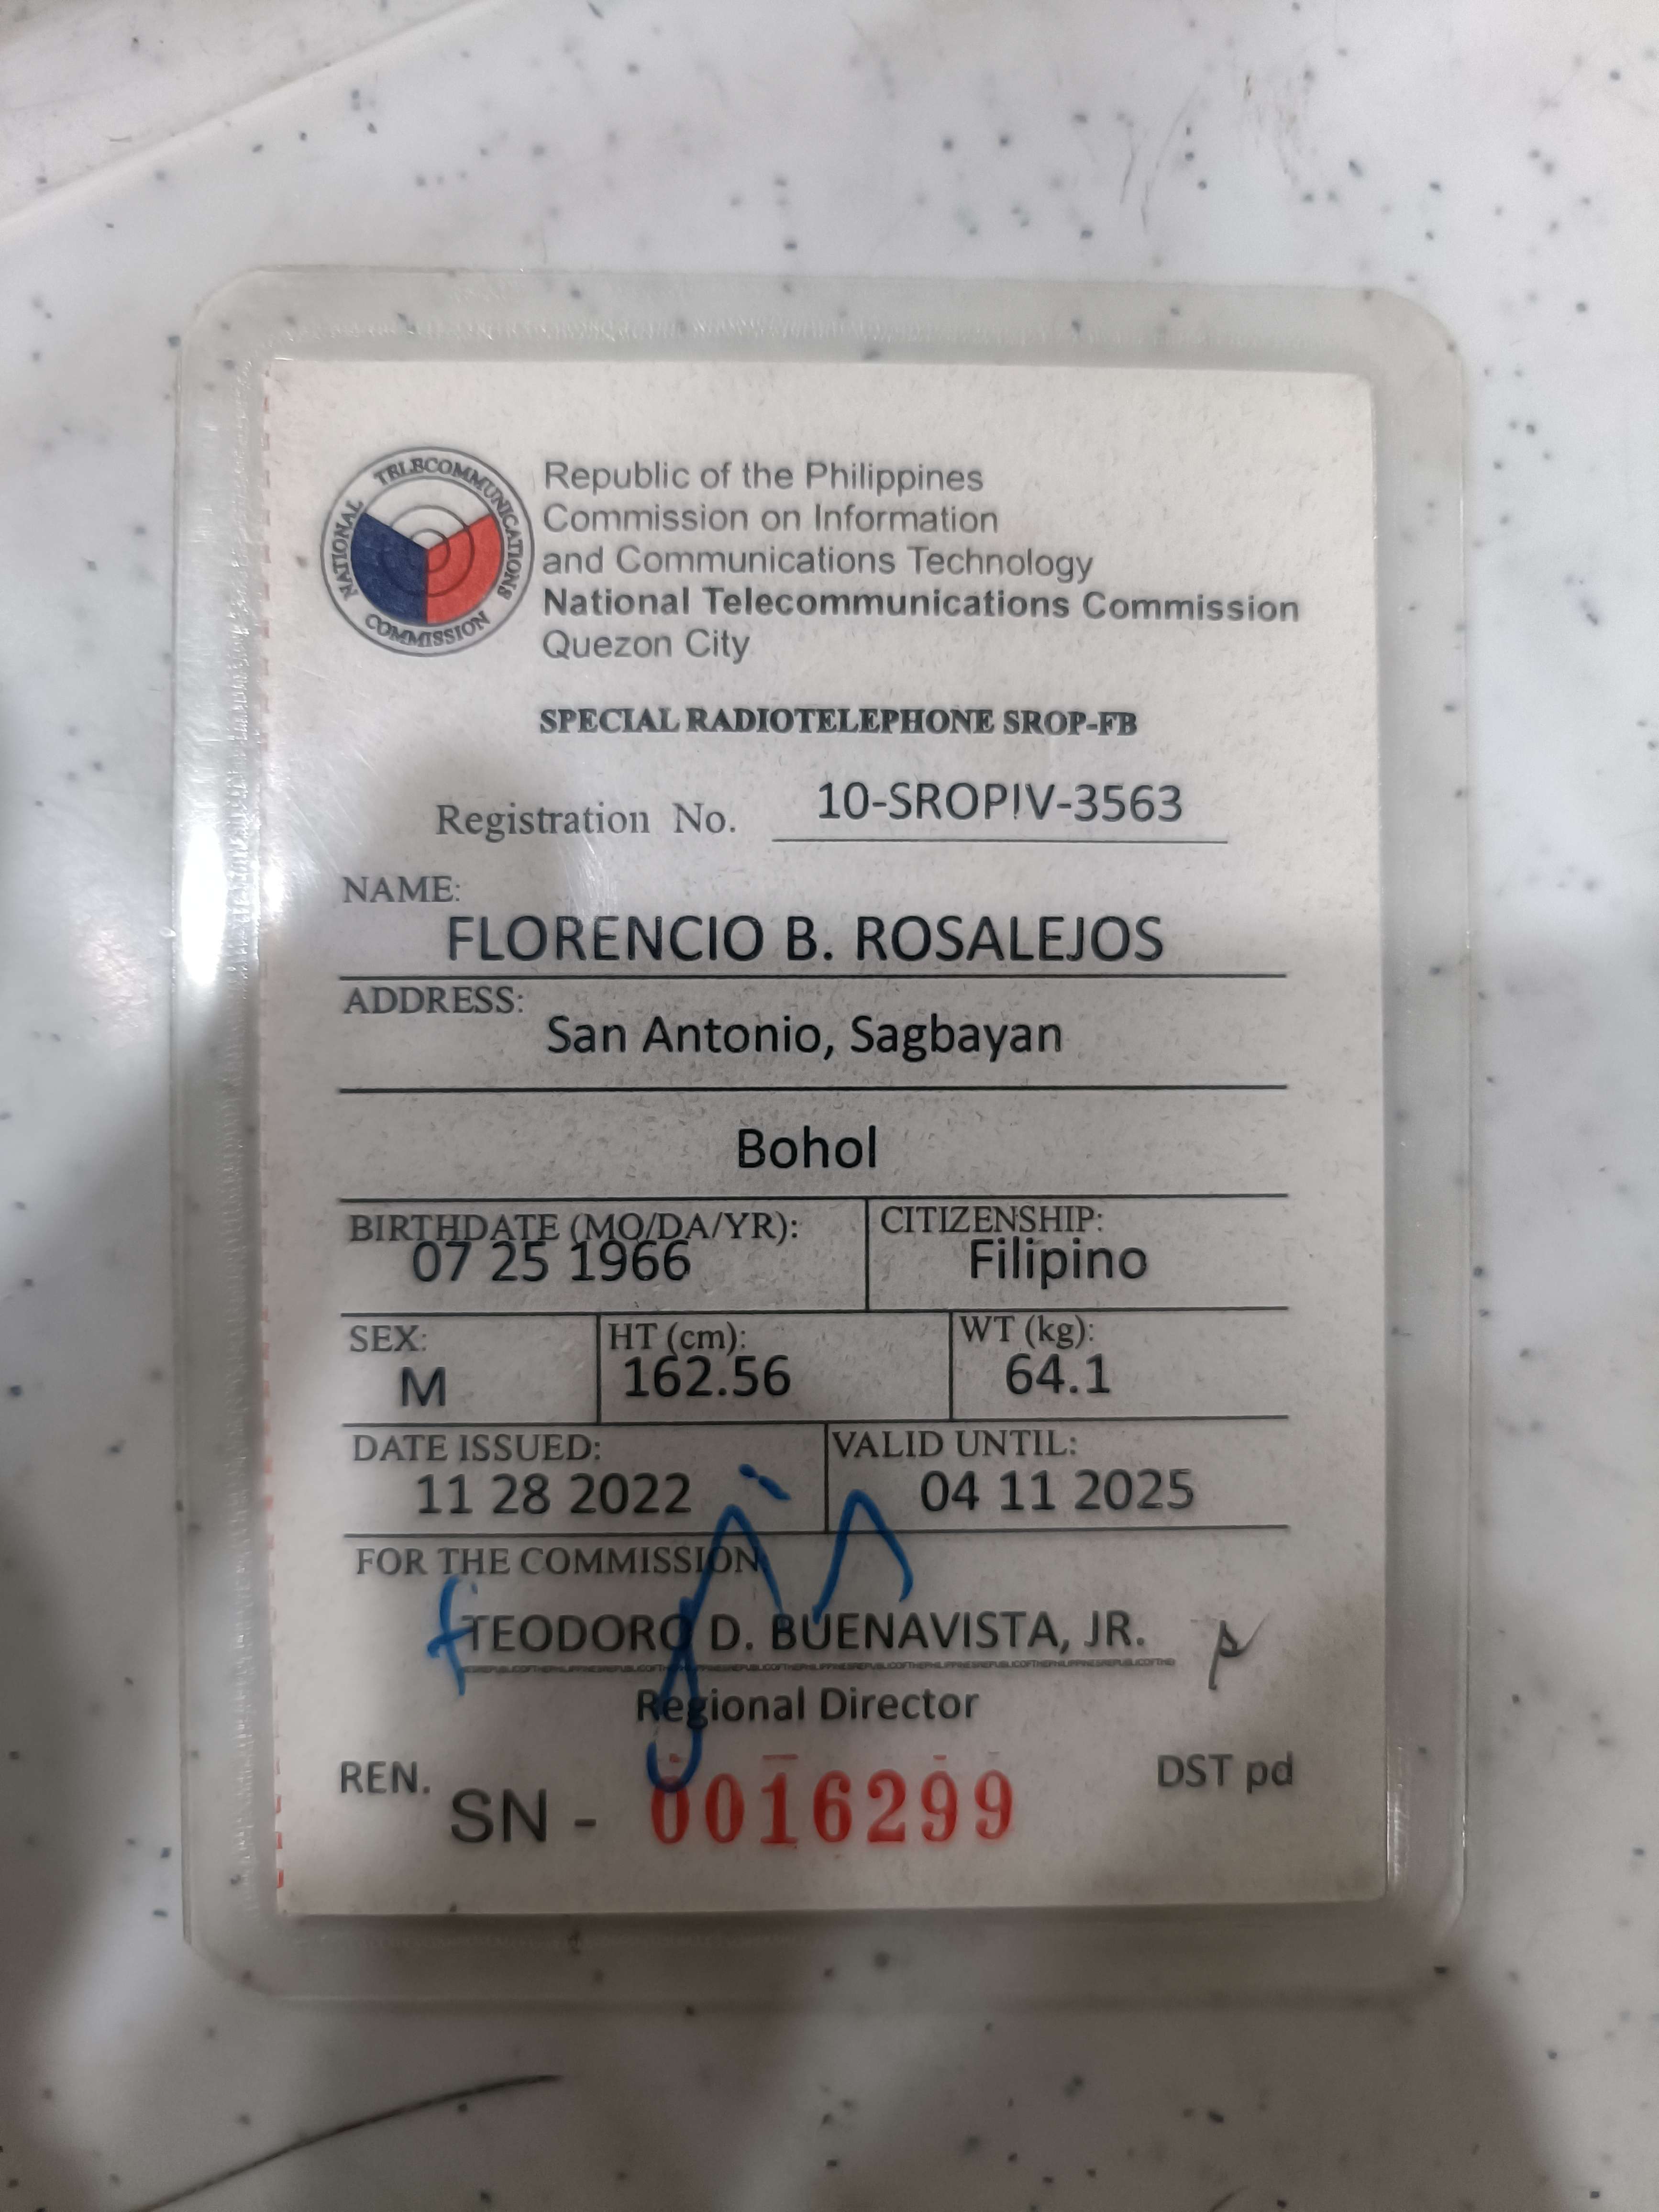 NATIONAL TELECOMMUNICATIONS COMMISSION
Republic of the Philippines
Commission on Information
and Communications Technology
National Telecommunications Commission
Quezon City
SPECIAL RADIOTELEPHONE SROP-FB
Registration No. 10-SROPIV-3563
NAME:
FLORENCIO B. ROSALEJOS
ADDRESS:
San Antonio, Sagbayan
Bohol
BIRTHDATE (MO/DA/YR): CITIZENSHIP:
07 25 1966 Filipino
SEX: HT (cm): WT (kg):
M 162.56 64.1
DATE ISSUED: VALID UNTIL:
11 28 2022 04 11 2025
FOR THE COMMISSION
TEODORO D. BUENAVISTA, JR.
Regional Director
REN. DST pd
SN - 0016299